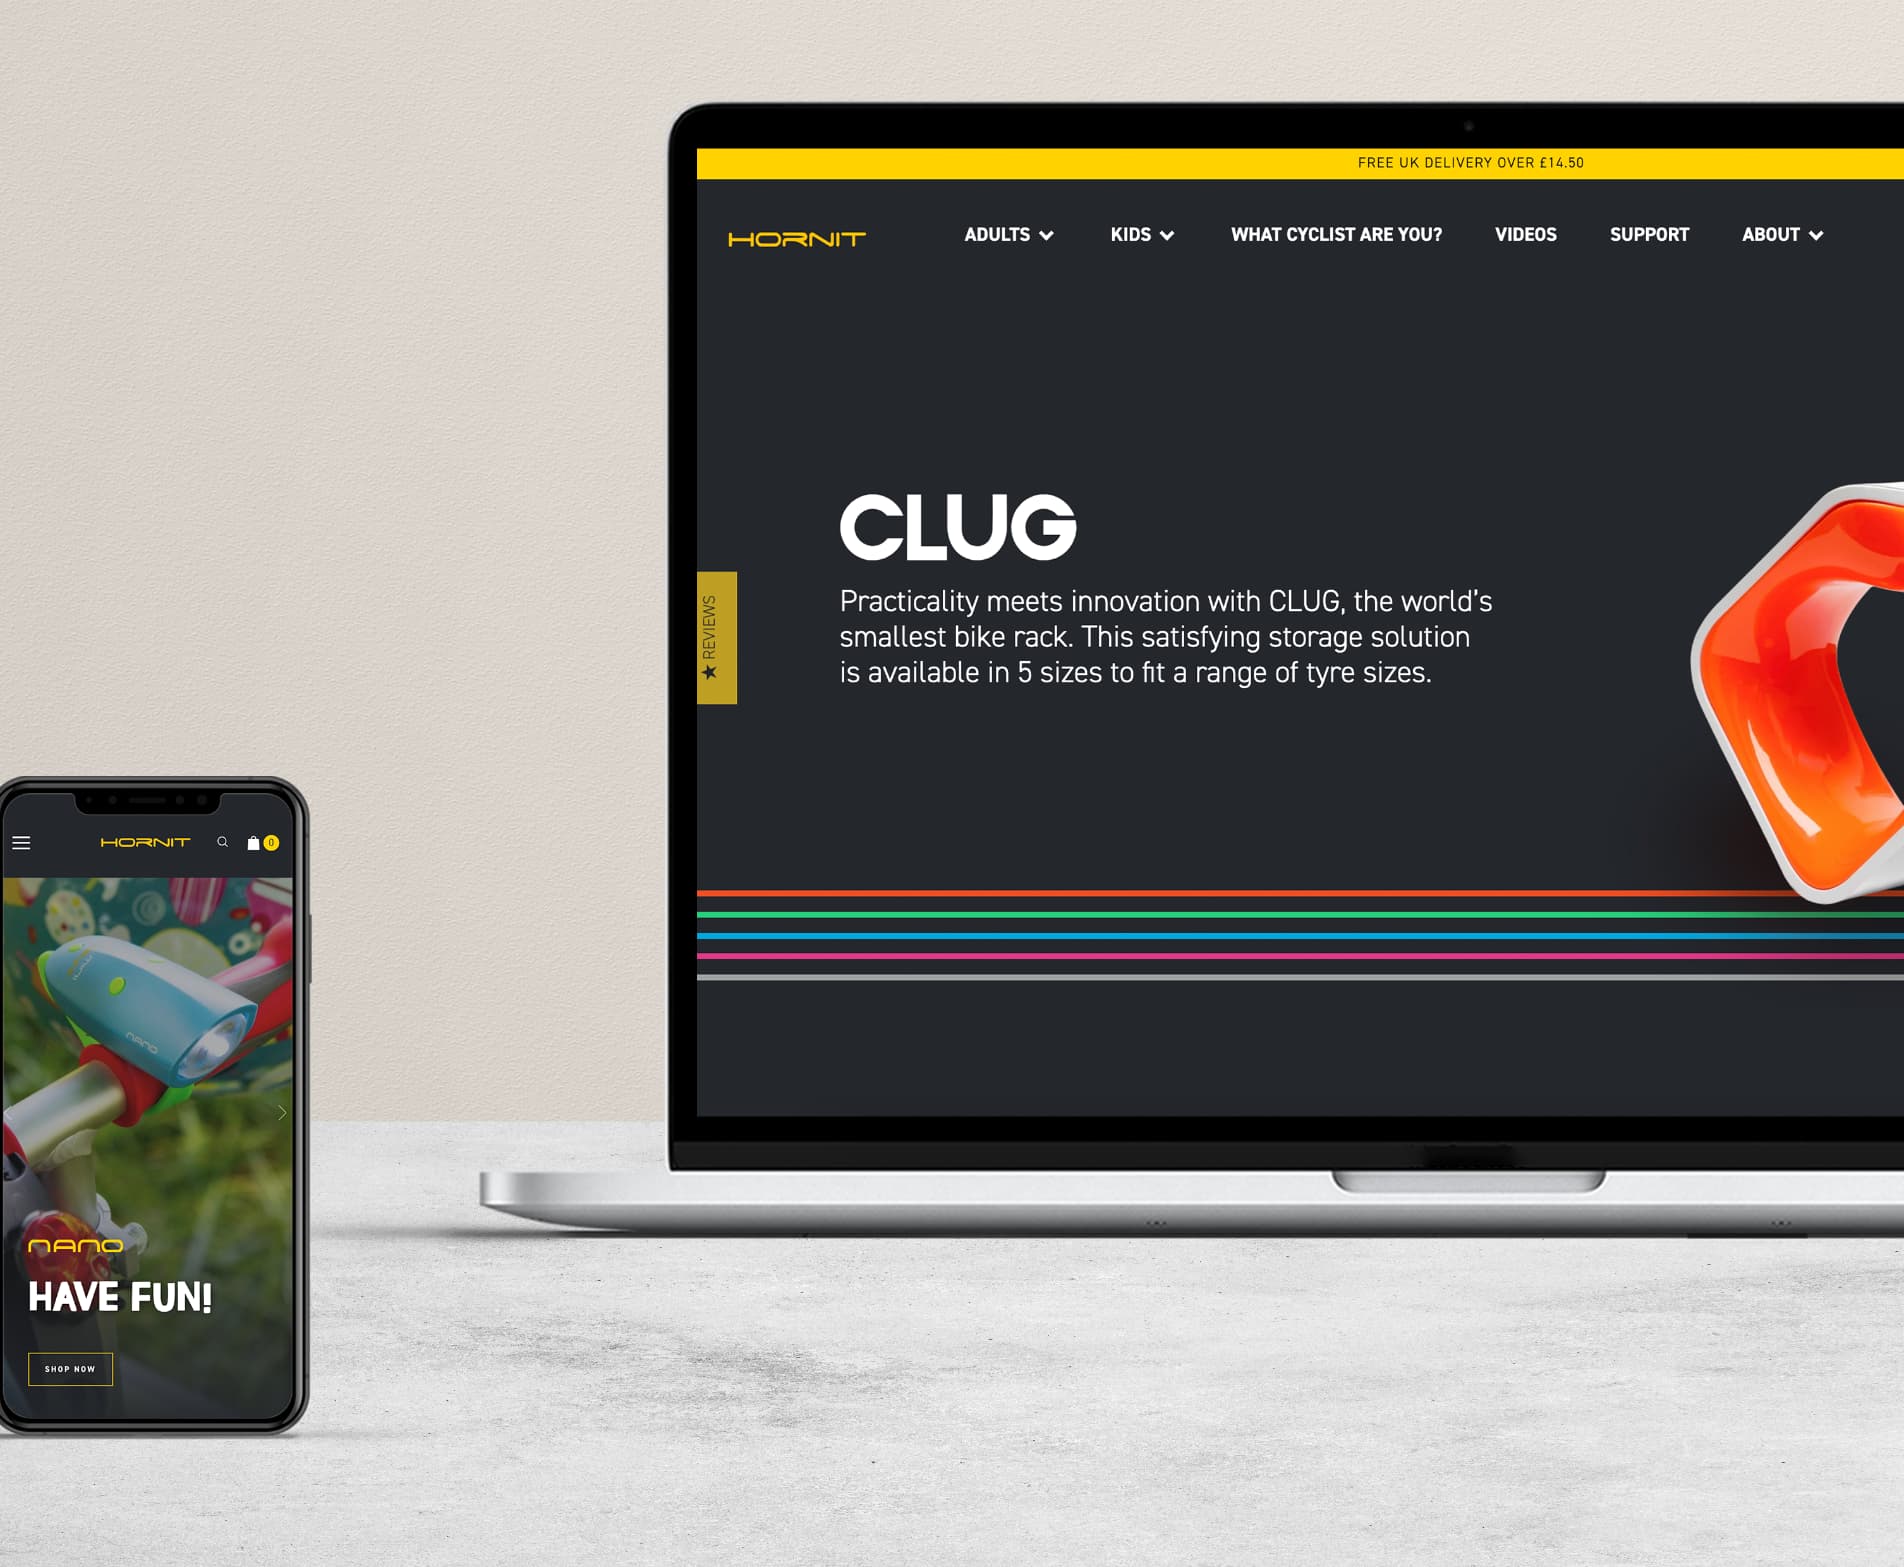 FREE UK DELIVERY OVER £14.50
HORNIT
ADULTS
KIDS
WHAT CYCLIST ARE YOU?
VIDEOS
SUPPORT
ABOUT
CLUG
Practicality meets innovation with CLUG, the world's
smallest bike rack. This satisfying storage solution
is available in 5 sizes to fit a range of tyre sizes.
★ REVIEWS
HORNIT
0
nano
nano
HAVE FUN!
SHOP NOW